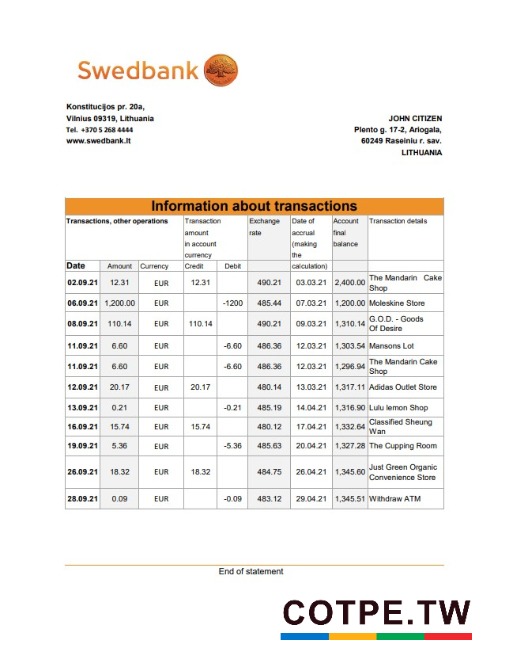 Swedbank
Konstitucijos pr. 20a,
Vilnius 09319, Lithuania
Tel. +370 5 268 4444
www.swedbank.lt
JOHN CITIZEN
Plento g. 17-2, Ariogala,
60249 Raseiniu r. sav.
LITHUANIA
Information about transactions
Transactions, other operations Transaction amount in account currency Exchange rate Date of accrual (making the calculation) Account final balance Transaction details
Date Amount Currency Credit Debit
02.09.21 12.31 EUR 12.31 490.21 03.03.21 2,400.00 The Mandarin Cake Shop
06.09.21 1,200.00 EUR -1200 485.44 07.03.21 1,200.00 Moleskine Store
08.09.21 110.14 EUR 110.14 490.21 09.03.21 1,310.14 G.O.D. - Goods Of Desire
11.09.21 6.60 EUR -6.60 486.36 12.03.21 1,303.54 Mansons Lot
11.09.21 6.60 EUR -6.60 486.36 12.03.21 1,296.94 The Mandarin Cake Shop
12.09.21 20.17 EUR 20.17 480.14 13.03.21 1,317.11 Adidas Outlet Store
13.09.21 0.21 EUR -0.21 485.19 14.04.21 1,316.90 Lulu lemon Shop
16.09.21 15.74 EUR 15.74 480.12 17.04.21 1,332.64 Classified Sheung Wan
19.09.21 5.36 EUR -5.36 485.63 20.04.21 1,327.28 The Cupping Room
26.09.21 18.32 EUR 18.32 484.75 26.04.21 1,345.60 Just Green Organic Convenience Store
28.09.21 0.09 EUR -0.09 483.12 29.04.21 1,345.51 Withdraw ATM
End of statement
COTPE.TW